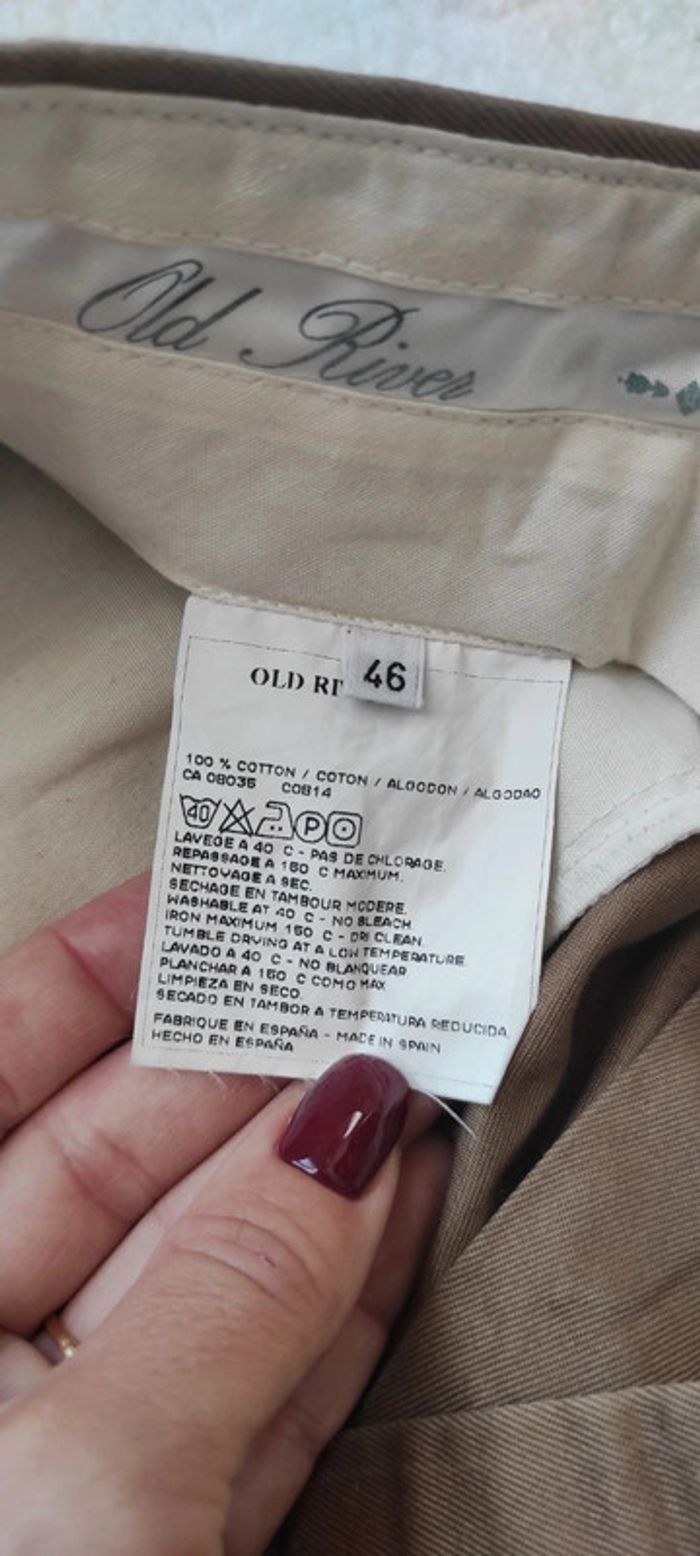 Old River
46
OLD RI
100 % COTTON / COTON / ALGODON / ALGODAO
CA 08036 C0814
40 P
LAVEGE A 40 C - PAS DE CHLORAGE.
REPASSAGE A 150 C MAXIMUM.
NETTOYAGE A SEC.
SECHAGE EN TAMBOUR MODERE.
WASHABLE AT 40 C - NO BLEACH
IRON MAXIMUM 150 C - DRI CLEAN.
TUMBLE DRVING AT A LOW TEMPERATURE.
LAVADO A 40 C - NO BLANQUEAR
PLANCHAR A 150 C COMO MAX
LIMPIEZA EN SECO.
SECADO EN TAMBOR A TEMPERATURA REDUCIDA.
FABRIQUE EN ESPAÑA - MADE IN SPAIN
HECHO EN ESPAÑA